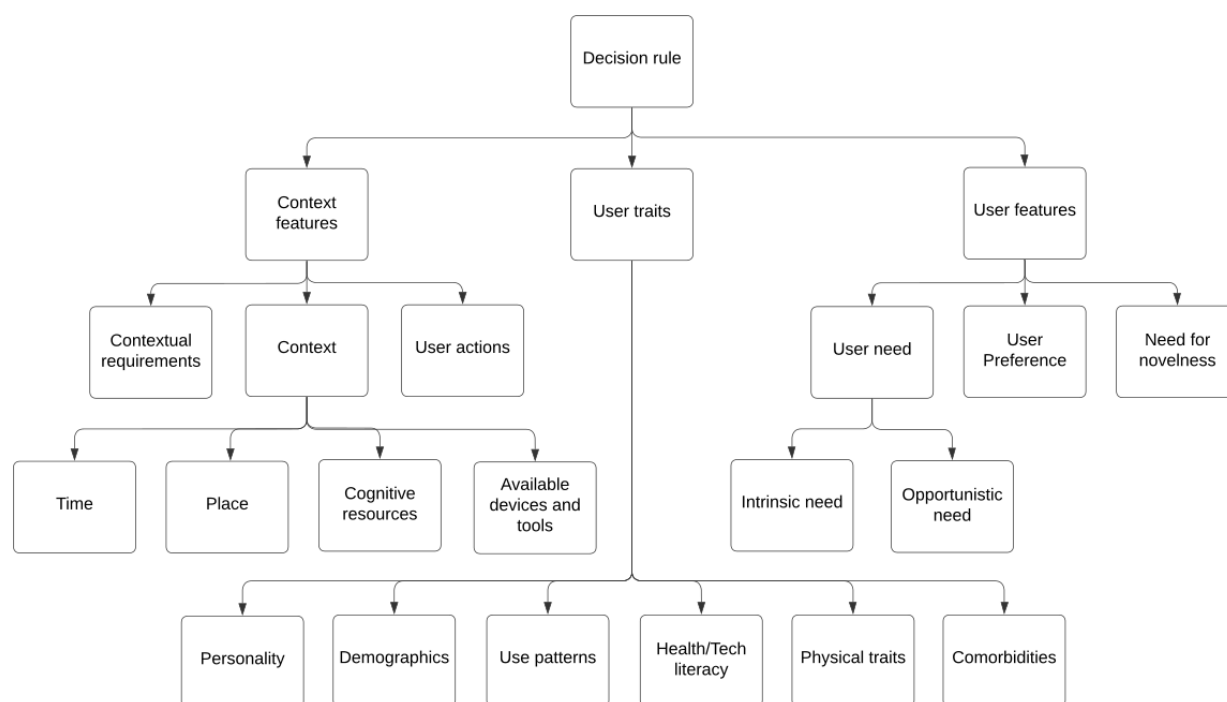 Decision rule
Context
features
User traits
User features
Contextual
requirements
Context
User actions
User need
User
Preference
Need for
novelness
Time
Place
Cognitive
resources
Available
devices and
tools
Intrinsic need
Opportunistic
need
Personality
Demographics
Use patterns
Health/Tech
literacy
Physical traits
Comorbidities